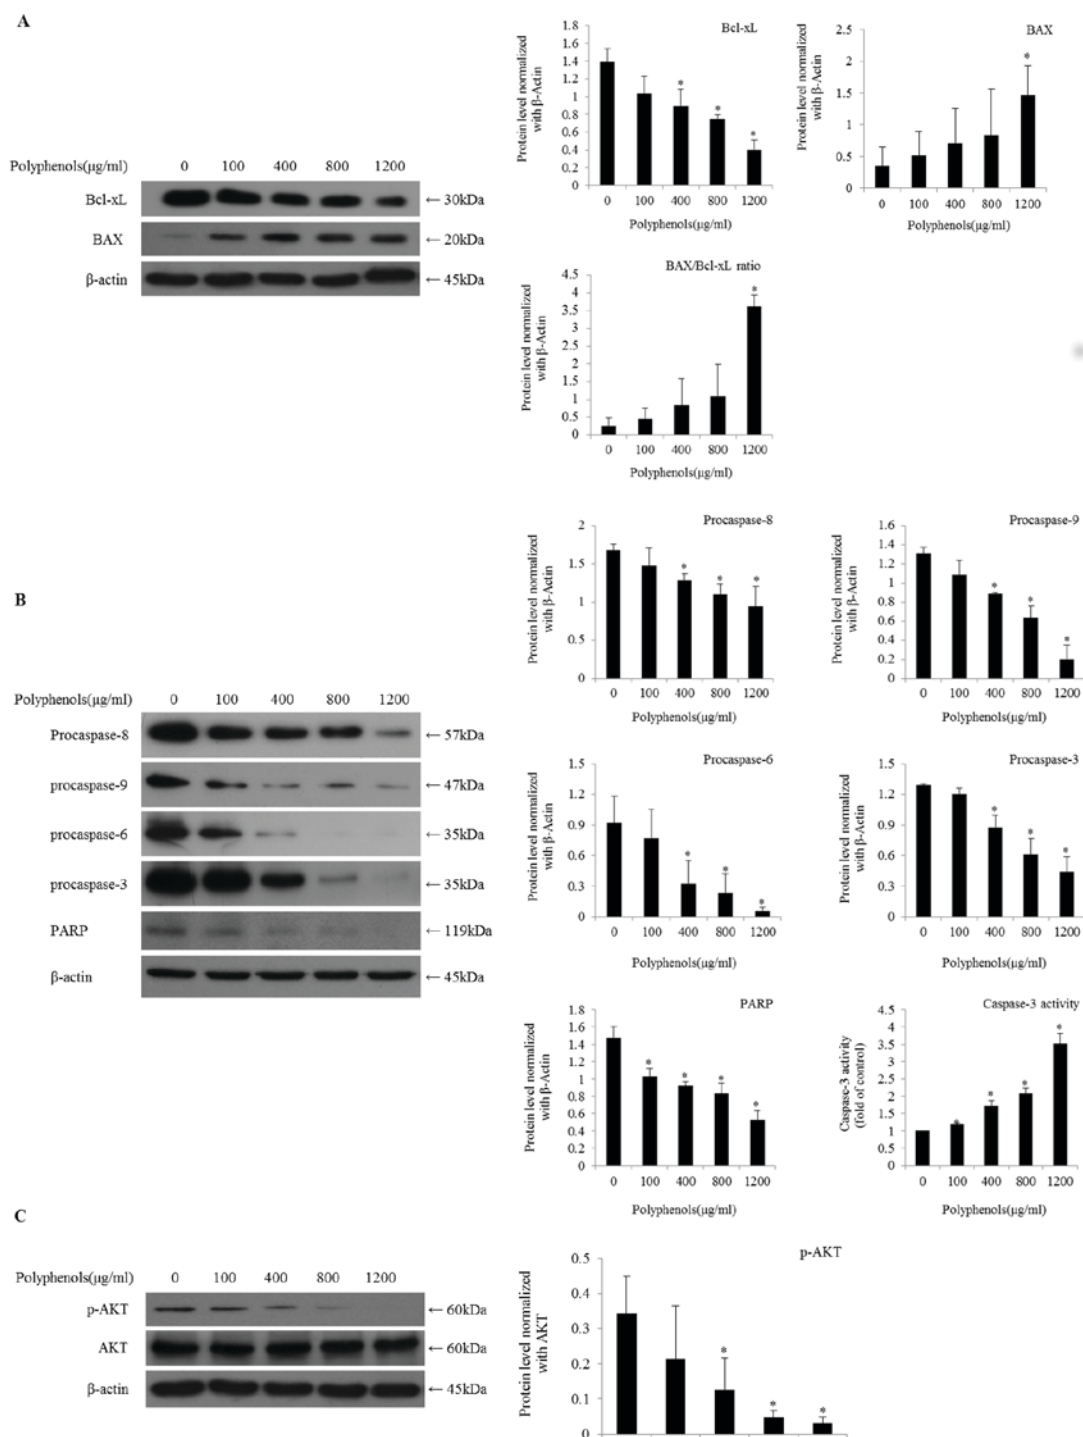 A
Polyphenols(µg/ml) 0 100 400 800 1200
Bcl-xL ← 30kDa
BAX ← 20kDa
β-actin ← 45kDa
Bcl-xL
Protein level normalized
with β-Actin
1.8
1.6
1.4
1.2
1
0.8
0.6
0.4
0.2
0
* * *
0 100 400 800 1200
Polyphenols(µg/ml)
BAX
Protein level normalized
with β-Actin
2.5
2
1.5
1
0.5
0
*
0 100 400 800 1200
Polyphenols(µg/ml)
BAX/Bcl-xL ratio
Protein level normalized
with β-Actin
4.5
4
3.5
3
2.5
2
1.5
1
0.5
0
*
0 100 400 800 1200
Polyphenols(µg/ml)
B
Polyphenols(µg/ml) 0 100 400 800 1200
Procaspase-8 ← 57kDa
procaspase-9 ← 47kDa
procaspase-6 ← 35kDa
procaspase-3 ← 35kDa
PARP ← 119kDa
β-actin ← 45kDa
Procaspase-8
Protein level normalized
with β-Actin
2
1.5
1
0.5
0
* * *
0 100 400 800 1200
Polyphenols(µg/ml)
Procaspase-9
Protein level normalized
with β-Actin
1.6
1.4
1.2
1
0.8
0.6
0.4
0.2
0
* * *
0 100 400 800 1200
Polyphenols(µg/ml)
Procaspase-6
Protein level normalized
with β-Actin
1.5
1.2
0.9
0.6
0.3
0
* * *
0 100 400 800 1200
Polyphenols(µg/ml)
Procaspase-3
Protein level normalized
with β-Actin
1.5
1.2
0.9
0.6
0.3
0
* * *
0 100 400 800 1200
Polyphenols(µg/ml)
PARP
Protein level normalized
with β-Actin
1.8
1.6
1.4
1.2
1
0.8
0.6
0.4
0.2
0
* * * *
0 100 400 800 1200
Polyphenols(µg/ml)
Caspase-3 activity
Caspase-3 activity
(fold of control)
4.5
4
3.5
3
2.5
2
1.5
1
0.5
0
* * * *
0 100 400 800 1200
Polyphenols(µg/ml)
C
Polyphenols(µg/ml) 0 100 400 800 1200
p-AKT ← 60kDa
AKT ← 60kDa
β-actin ← 45kDa
p-AKT
Protein level normalized
with AKT
0.5
0.4
0.3
0.2
0.1
0
* * *